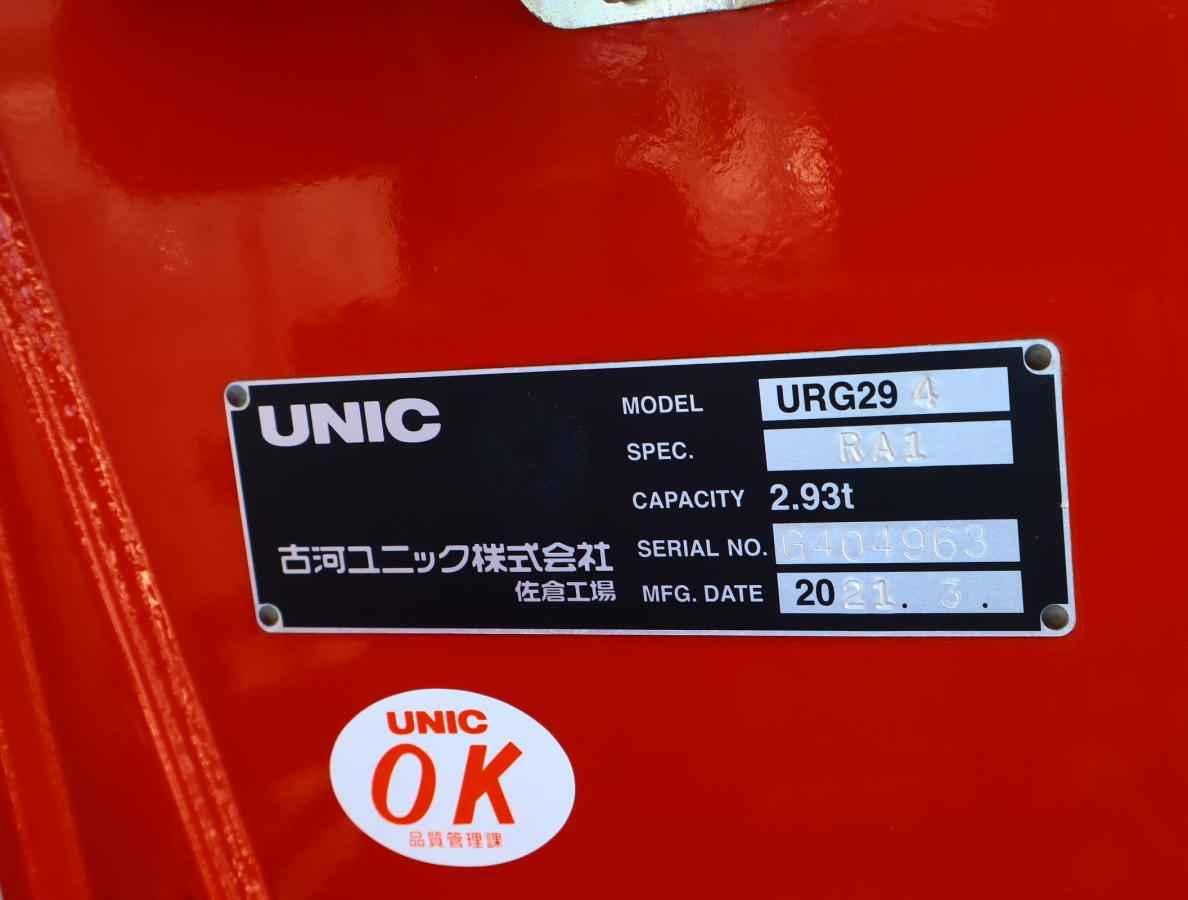 UNIC
MODEL URG29 4
SPEC. RA1
CAPACITY 2.93t
SERIAL NO. G404963
MFG. DATE 2021. 3.
古河ユニック株式会社
佐倉工場
UNIC
OK
品質管理課